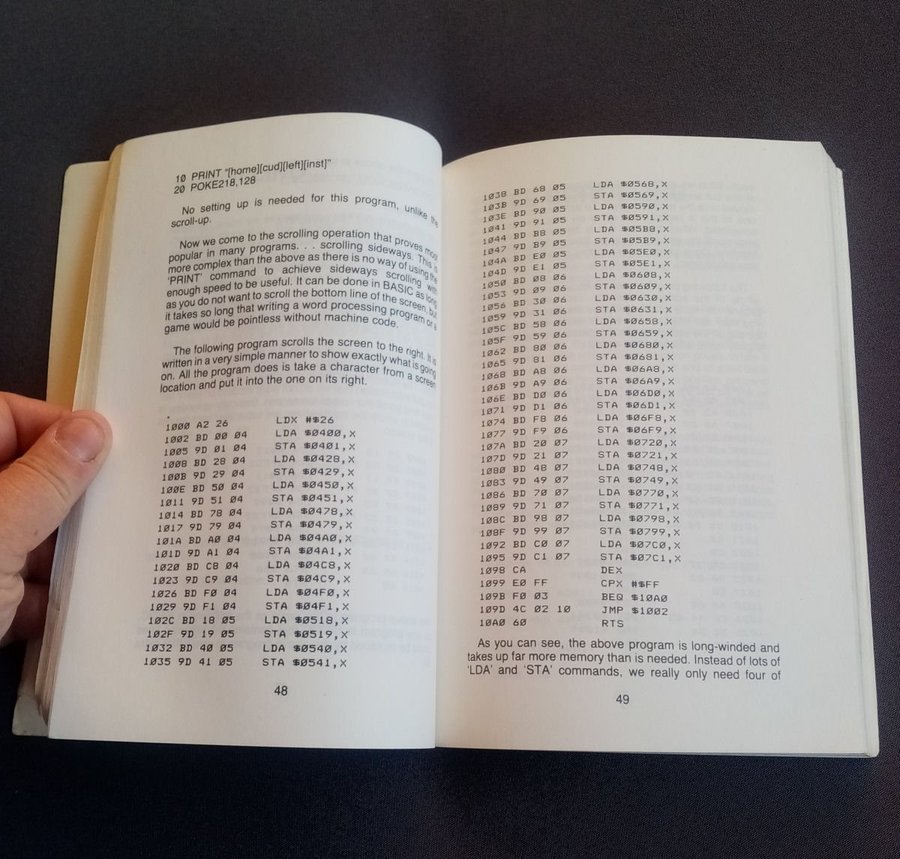 10 PRINT "[home][cud][left][inst]"
20 POKE218,128
No setting up is needed for this program, unlike the
scroll-up.
Now we come to the scrolling operation that proves most
popular in many programs. . . scrolling sideways. This is
more complex than the above as there is no way of using the
'PRINT' command to achieve sideways scrolling with
enough speed to be useful. It can be done in BASIC as long
as you do not want to scroll the bottom line of the screen, but
it takes so long that writing a word processing program or a
game would be pointless without machine code.
The following program scrolls the screen to the right. It is
written in a very simple manner to show exactly what is going
on. All the program does is take a character from a screen
location and put it into the one on its right.
.
1000 A2 26 LDX #$26
1002 BD 00 04 LDA $0400,X
1005 9D 01 04 STA $0401,X
1008 BD 28 04 LDA $0428,X
100B 9D 29 04 STA $0429,X
100E BD 50 04 LDA $0450,X
1011 9D 51 04 STA $0451,X
1014 BD 78 04 LDA $0478,X
1017 9D 79 04 STA $0479,X
101A BD A0 04 LDA $04A0,X
101D 9D A1 04 STA $04A1,X
1020 BD C8 04 LDA $04C8,X
1023 9D C9 04 STA $04C9,X
1026 BD F0 04 LDA $04F0,X
1029 9D F1 04 STA $04F1,X
102C BD 18 05 LDA $0518,X
102F 9D 19 05 STA $0519,X
1032 BD 40 05 LDA $0540,X
1035 9D 41 05 STA $0541,X
48
1038 BD 68 05 LDA $0568,X
103B 9D 69 05 STA $0569,X
103E BD 90 05 LDA $0590,X
1041 9D 91 05 STA $0591,X
1044 BD B8 05 LDA $05B8,X
1047 9D B9 05 STA $05B9,X
104A BD E0 05 LDA $05E0,X
104D 9D E1 05 STA $05E1,X
1050 BD 08 06 LDA $0608,X
1053 9D 09 06 STA $0609,X
1056 BD 30 06 LDA $0630,X
1059 9D 31 06 STA $0631,X
105C BD 58 06 LDA $0658,X
105F 9D 59 06 STA $0659,X
1062 BD 80 06 LDA $0680,X
1065 9D 81 06 STA $0681,X
1068 BD A8 06 LDA $06A8,X
106B 9D A9 06 STA $06A9,X
106E BD D0 06 LDA $06D0,X
1071 9D D1 06 STA $06D1,X
1074 BD F8 06 LDA $06F8,X
1077 9D F9 06 STA $06F9,X
107A BD 20 07 LDA $0720,X
107D 9D 21 07 STA $0721,X
1080 BD 48 07 LDA $0748,X
1083 9D 49 07 STA $0749,X
1086 BD 70 07 LDA $0770,X
1089 9D 71 07 STA $0771,X
108C BD 98 07 LDA $0798,X
108F 9D 99 07 STA $0799,X
1092 BD C0 07 LDA $07C0,X
1095 9D C1 07 STA $07C1,X
1098 CA DEX
1099 E0 FF CPX #$FF
109B F0 03 BEQ $10A0
109D 4C 02 10 JMP $1002
10A0 60 RTS
As you can see, the above program is long-winded and
takes up far more memory than is needed. Instead of lots of
'LDA' and 'STA' commands, we really only need four of
49